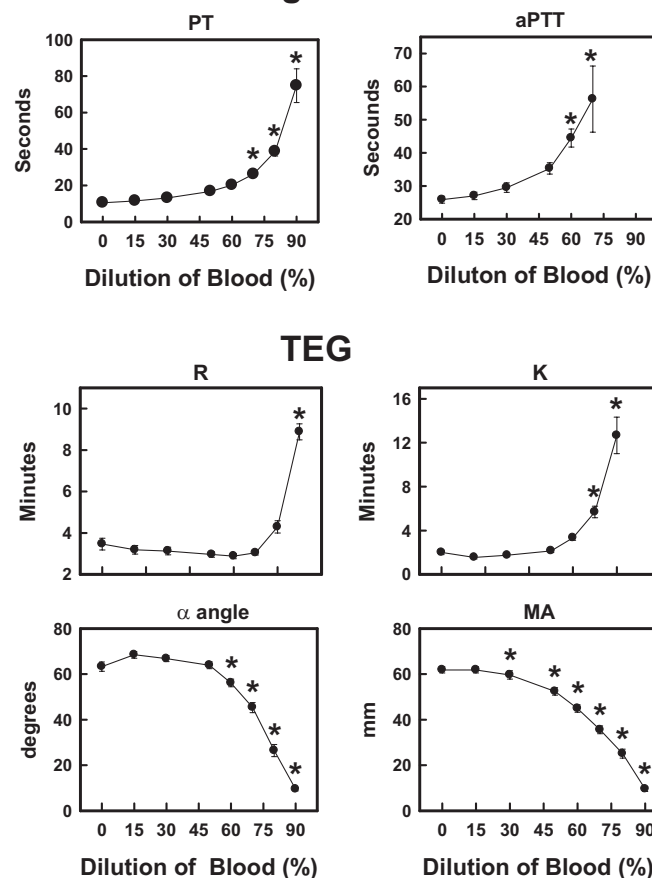 PT
aPTT
100
80
60
40
20
0
Seconds
*
*
*
0 15 30 45 60 75 90
Dilution of Blood (%)
70
60
50
40
30
20
Secounds
*
*
0 15 30 45 60 75 90
Diluton of Blood (%)
TEG
R
K
10
8
6
4
2
Minutes
*
16
12
8
4
0
Minutes
*
*
α angle
MA
80
60
40
20
0
degrees
*
*
*
*
0 15 30 45 60 75 90
Dilution of Blood (%)
80
60
40
20
0
mm
*
*
*
*
*
*
0 15 30 45 60 75 90
Dilution of Blood (%)